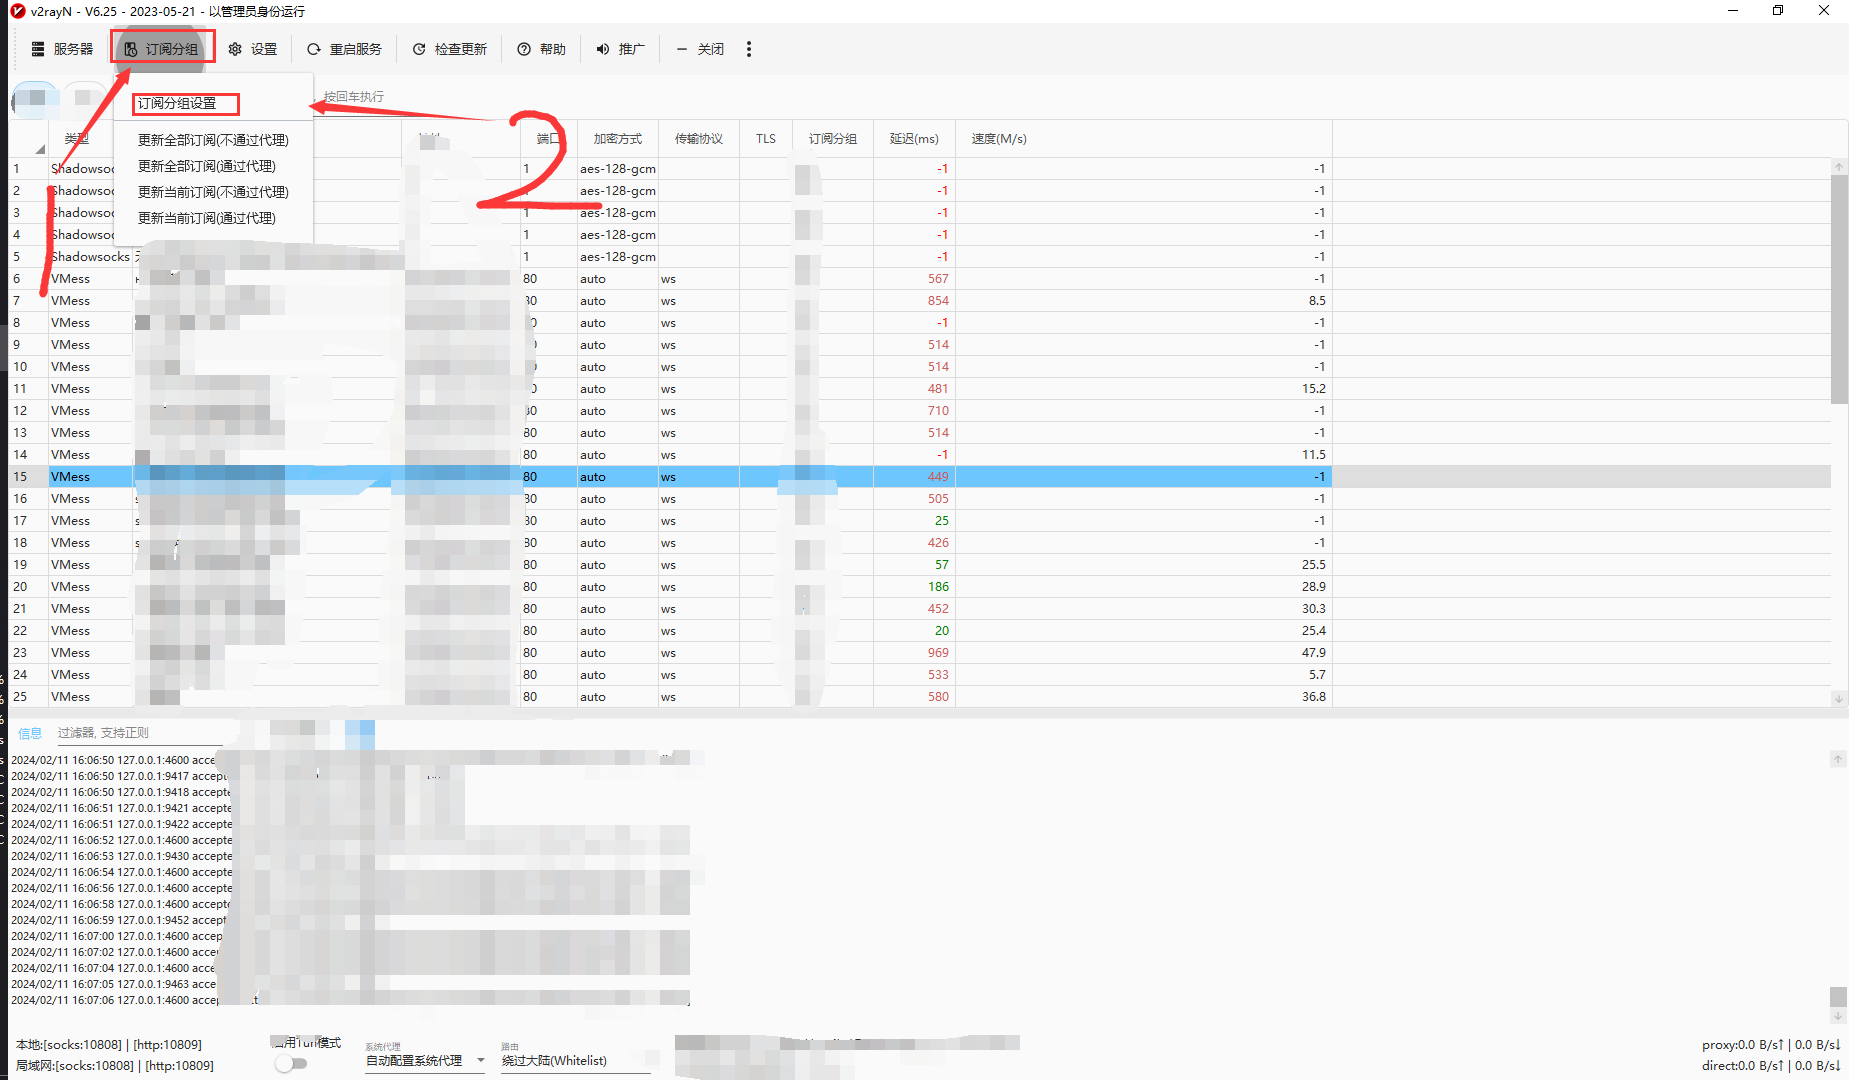 v2rayN - V6.25 - 2023-05-21 - 以管理员身份运行
服务器 订阅分组 设置 重启服务 检查更新 帮助 推广 关闭
订阅分组设置
更新全部订阅(不通过代理)
更新全部订阅(通过代理)
更新当前订阅(不通过代理)
更新当前订阅(通过代理)
按回车执行
1
2
类型 端口 加密方式 传输协议 TLS 订阅分组 延迟(ms) 速度(M/s)
1 Shadowsoc 1 aes-128-gcm -1 -1
2 Shadowsoc 1 aes-128-gcm -1 -1
3 Shadowsoc 1 aes-128-gcm -1 -1
4 Shadowsoc 1 aes-128-gcm -1 -1
5 Shadowsocks 1 aes-128-gcm -1 -1
6 VMess 80 auto ws 567 -1
7 VMess 80 auto ws 854 8.5
8 VMess 0 auto ws -1 -1
9 VMess auto ws 514 -1
10 VMess auto ws 514 -1
11 VMess 0 auto ws 481 15.2
12 VMess 80 auto ws 710 -1
13 VMess 80 auto ws 514 -1
14 VMess 80 auto ws -1 11.5
15 VMess 80 auto ws 449 -1
16 VMess 80 auto ws 505 -1
17 VMess s 80 auto ws 25 -1
18 VMess s 80 auto ws 426 -1
19 VMess 80 auto ws 57 25.5
20 VMess 80 auto ws 186 28.9
21 VMess 80 auto ws 452 30.3
22 VMess 80 auto ws 20 25.4
23 VMess 80 auto ws 969 47.9
24 VMess 80 auto ws 533 5.7
25 VMess 80 auto ws 580 36.8
信息 过滤器, 支持正则
2024/02/11 16:06:50 127.0.0.1:4600 acce
2024/02/11 16:06:50 127.0.0.1:9417 accept
2024/02/11 16:06:50 127.0.0.1:9418 accepte
2024/02/11 16:06:51 127.0.0.1:9421 accepte
2024/02/11 16:06:51 127.0.0.1:9422 accepte
2024/02/11 16:06:52 127.0.0.1:4600 accepte
2024/02/11 16:06:53 127.0.0.1:9430 accepte
2024/02/11 16:06:54 127.0.0.1:4600 accepte
2024/02/11 16:06:56 127.0.0.1:4600 accepte
2024/02/11 16:06:58 127.0.0.1:4600 accept
2024/02/11 16:06:59 127.0.0.1:9452 accept
2024/02/11 16:07:00 127.0.0.1:4600 accep
2024/02/11 16:07:02 127.0.0.1:4600 accep
2024/02/11 16:07:04 127.0.0.1:4600 acce
2024/02/11 16:07:05 127.0.0.1:9463 acce
2024/02/11 16:07:06 127.0.0.1:4600 accep
本地:[socks:10808] | [http:10809]
局域网:[socks:10808] | [http:10809]
用Tun模式
系统代理
自动配置系统代理
路由
绕过大陆(Whitelist)
proxy:0.0 B/s↑ | 0.0 B/s↓
direct:0.0 B/s↑ | 0.0 B/s↓